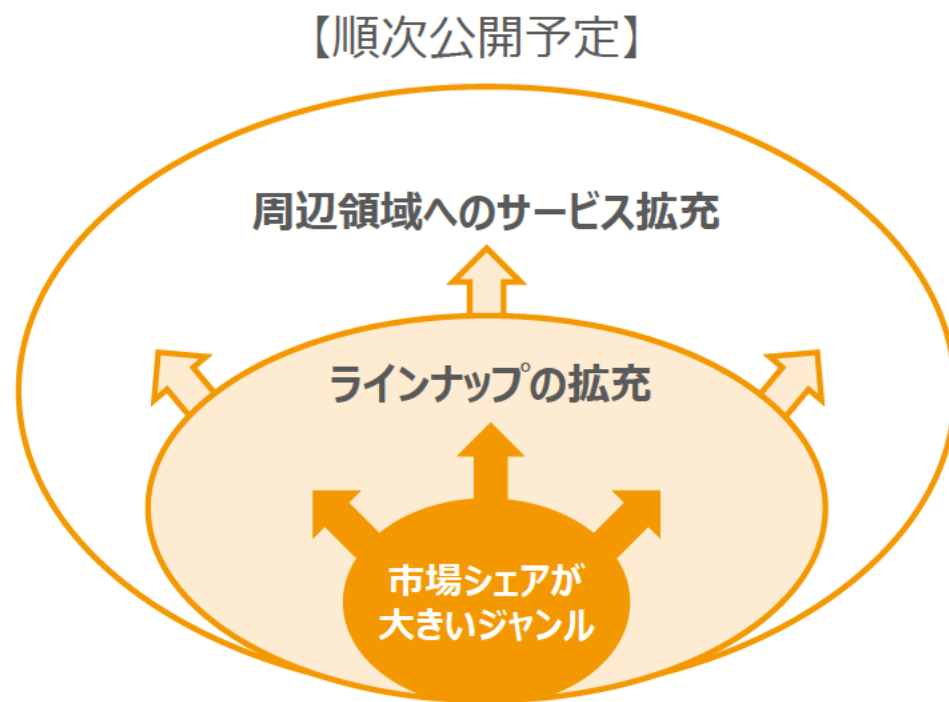 【順次公開予定】
周辺領域へのサービス拡充
ラインナップの拡充
市場シェアが
大きいジャンル